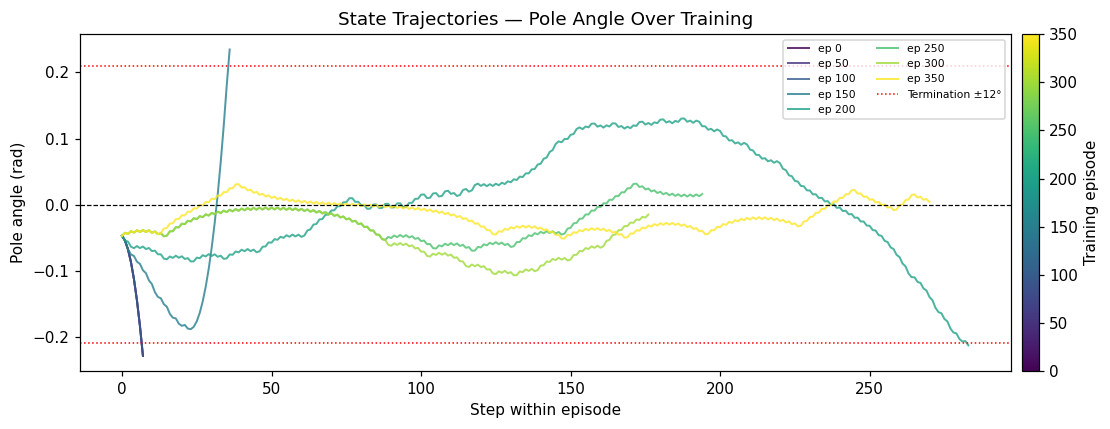 State Trajectories — Pole Angle Over Training
Pole angle (rad)
0.2
0.1
0.0
−0.1
−0.2
ep 0
ep 50
ep 100
ep 150
ep 200
ep 250
ep 300
ep 350
Termination ±12°
0 50 100 150 200 250
Step within episode
350
300
250
200
150
100
50
0
Training episode